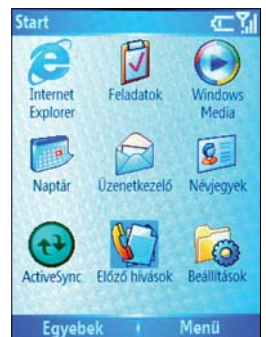 Start
Internet Explorer
Feladatok
Windows Media
Naptár
Üzenetkezelő
Névjegyek
ActiveSync
Előző hívások
Beállítások
Egyebek
Menü